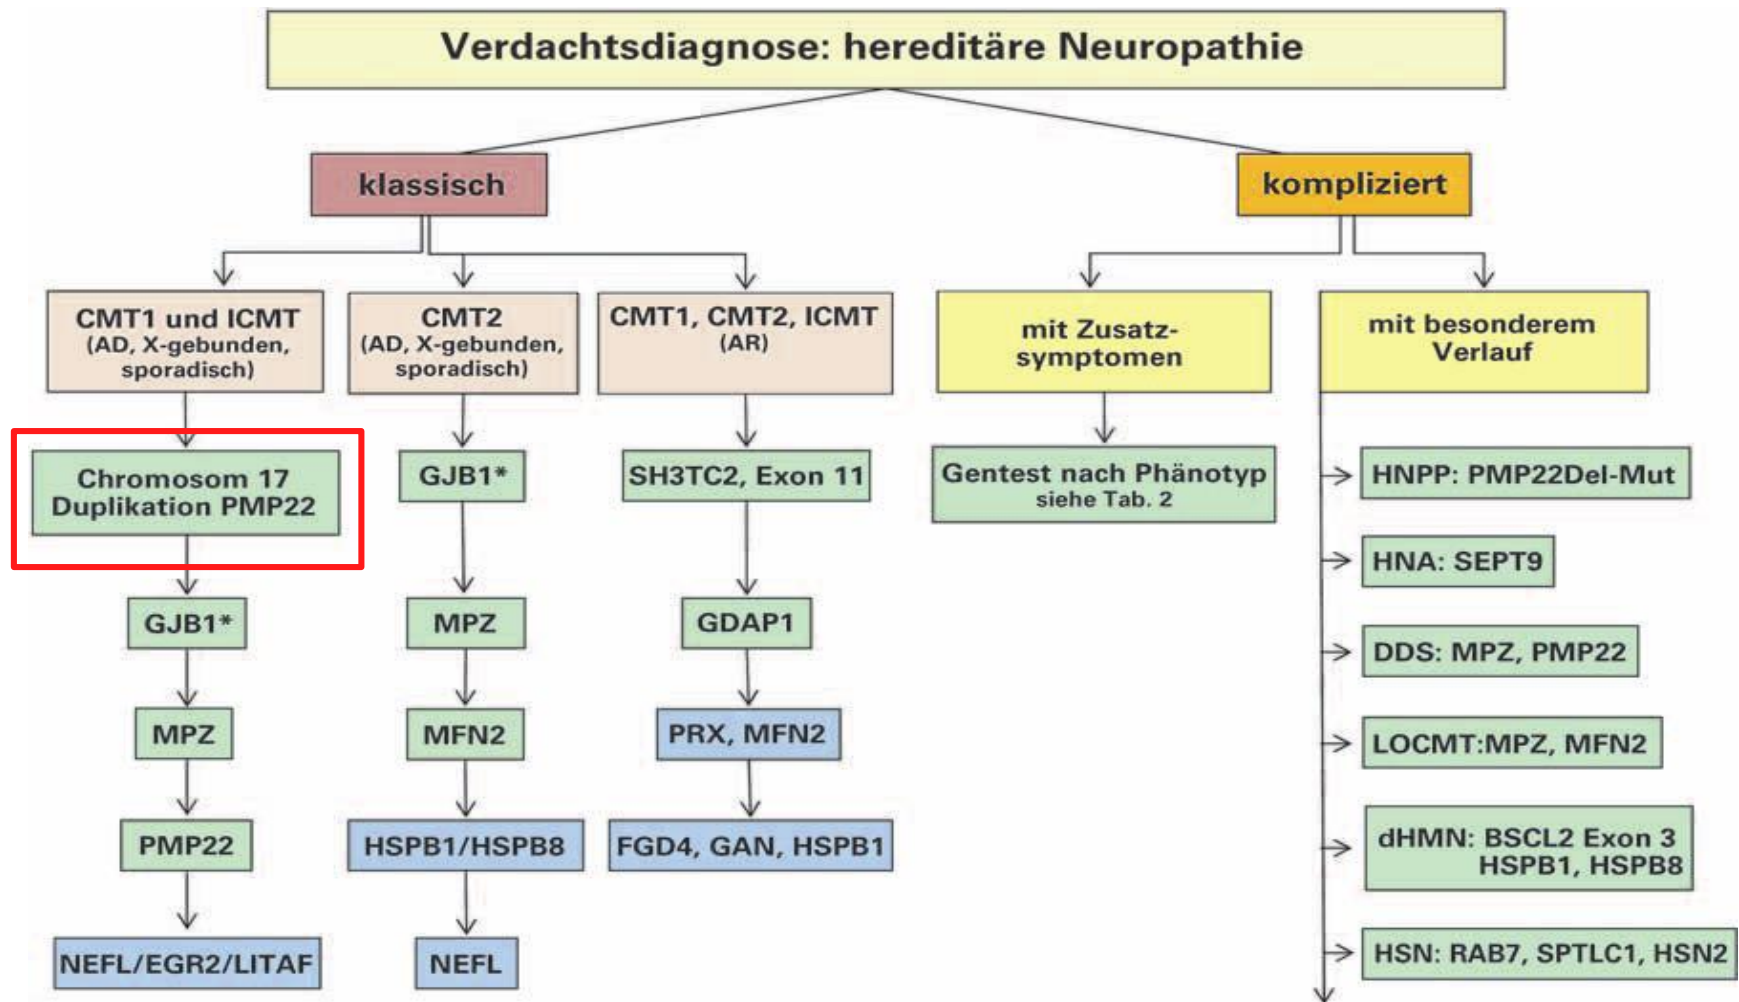 Verdachtsdiagnose: hereditäre Neuropathie
klassisch
kompliziert
CMT1 und ICMT
(AD, X-gebunden,
sporadisch)
CMT2
(AD, X-gebunden,
sporadisch)
CMT1, CMT2, ICMT
(AR)
mit Zusatz-
symptomen
mit besonderem
Verlauf
Chromosom 17
Duplikation PMP22
GJB1*
MPZ
PMP22
NEFL/EGR2/LITAF
GJB1*
MPZ
MFN2
HSPB1/HSPB8
NEFL
SH3TC2, Exon 11
GDAP1
PRX, MFN2
FGD4, GAN, HSPB1
Gentest nach Phänotyp
siehe Tab. 2
HNPP: PMP22Del-Mut
HNA: SEPT9
DDS: MPZ, PMP22
LOCMT:MPZ, MFN2
dHMN: BSCL2 Exon 3
HSPB1, HSPB8
HSN: RAB7, SPTLC1, HSN2